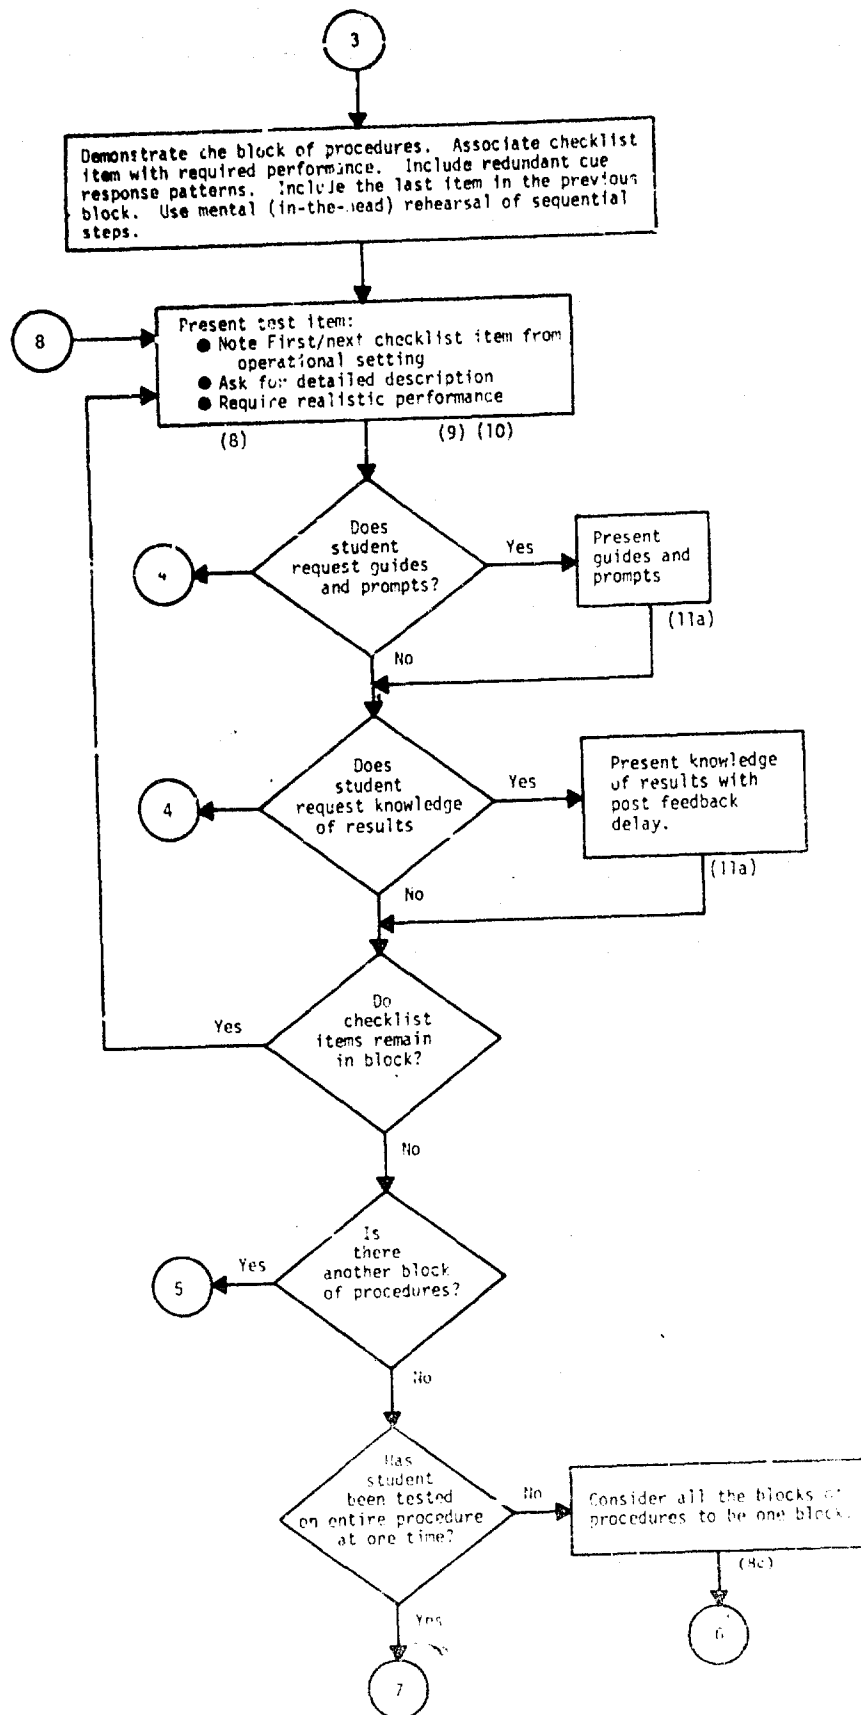 3
Demonstrate the block of procedures. Associate checklist
item with required performance. Include redundant cue
response patterns. Include the last item in the previous
block. Use mental (in-the-head) rehearsal of sequential
steps.
8
Present test item:
● Note First/next checklist item from
operational setting
● Ask for detailed description
● Require realistic performance
(8) (9) (10)
Does
student
request guides
and prompts?
Yes
Present
guides and
prompts
4
(11a)
No
Does
student
request knowledge
of results
Yes
Present knowledge
of results with
post feedback
delay.
4
(11a)
No
Do
checklist
items remain
in block?
Yes
No
Is
there
another block
of procedures?
Yes
5
No
Has
student
been tested
on entire procedure
at one time?
No
Consider all the blocks of
procedures to be one block.
(8c)
6
Yes
7